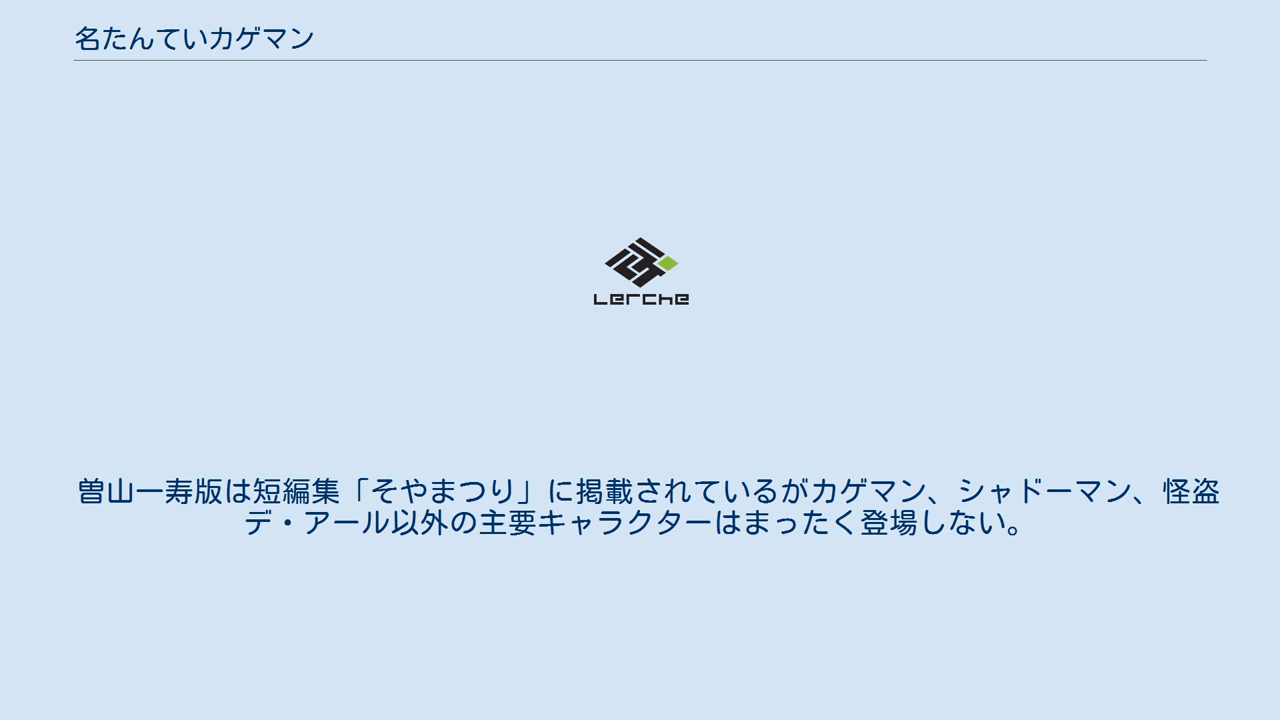 名たんていカゲマン
Lerche
曽山一寿版は短編集「そやまつり」に掲載されているがカゲマン、シャドーマン、怪盗
デ・アール以外の主要キャラクターはまったく登場しない。